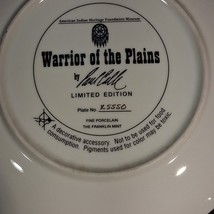 American Indian Heritage Foundation Museum
Warrior of the Plains
by
LIMITED EDITION
Plate No. X5550
FINE PORCELAIN
THE FRANKLIN MINT
A decorative accessory. Not to be used for food
consumption. Pigments used for color may be toxic.